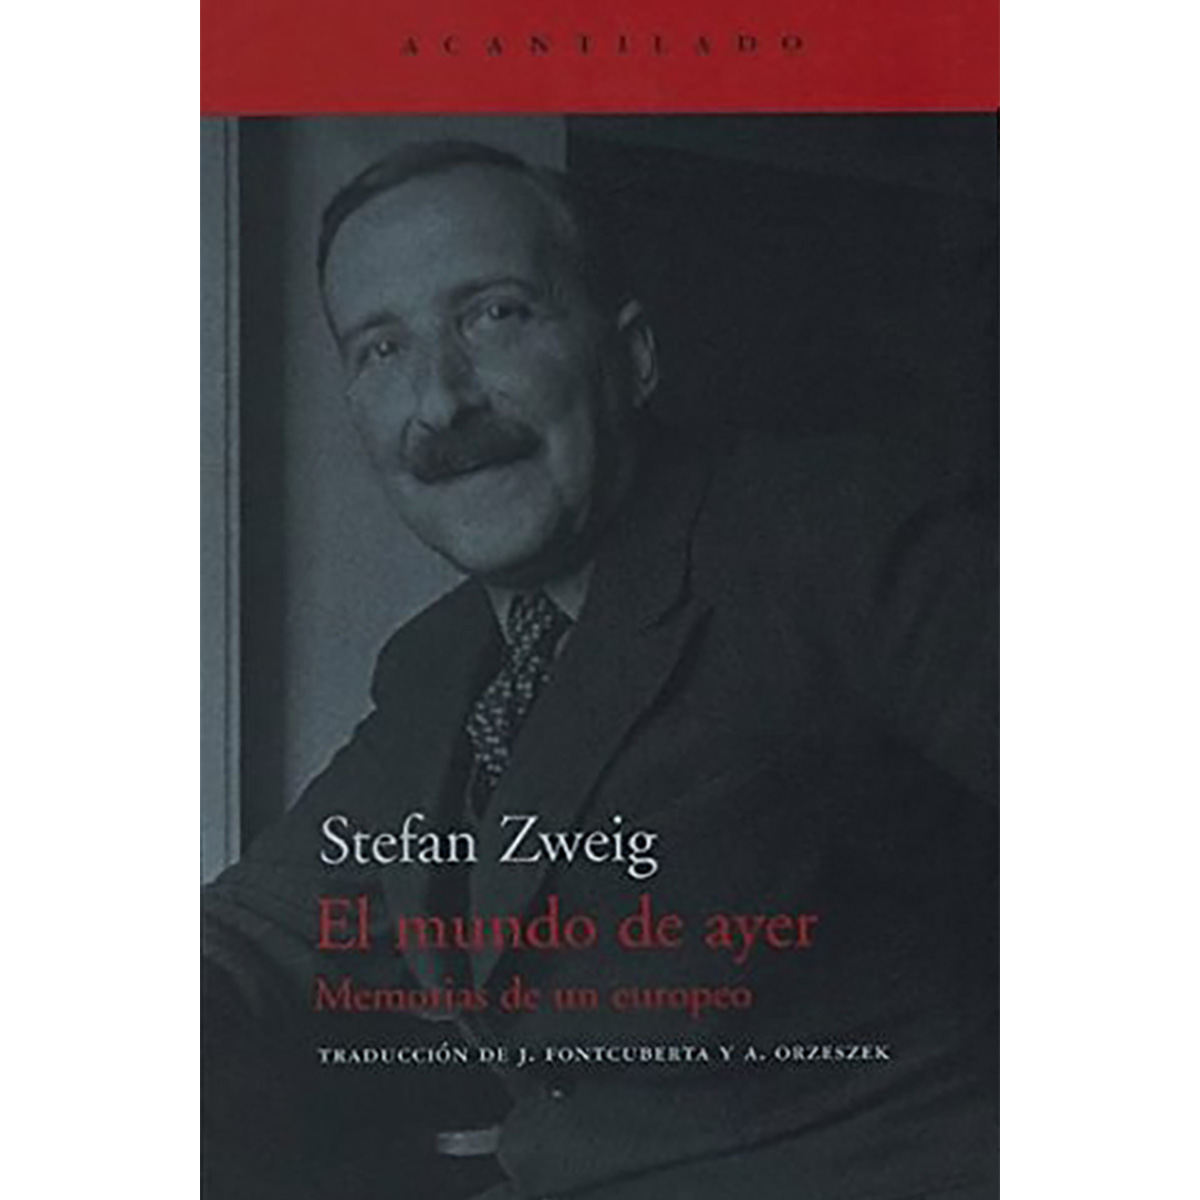 ACANTILADO
Stefan Zweig
El mundo de ayer
Memorias de un europeo
TRADUCCIÓN DE J. FONTCUBERTA Y A. ORZESZEK